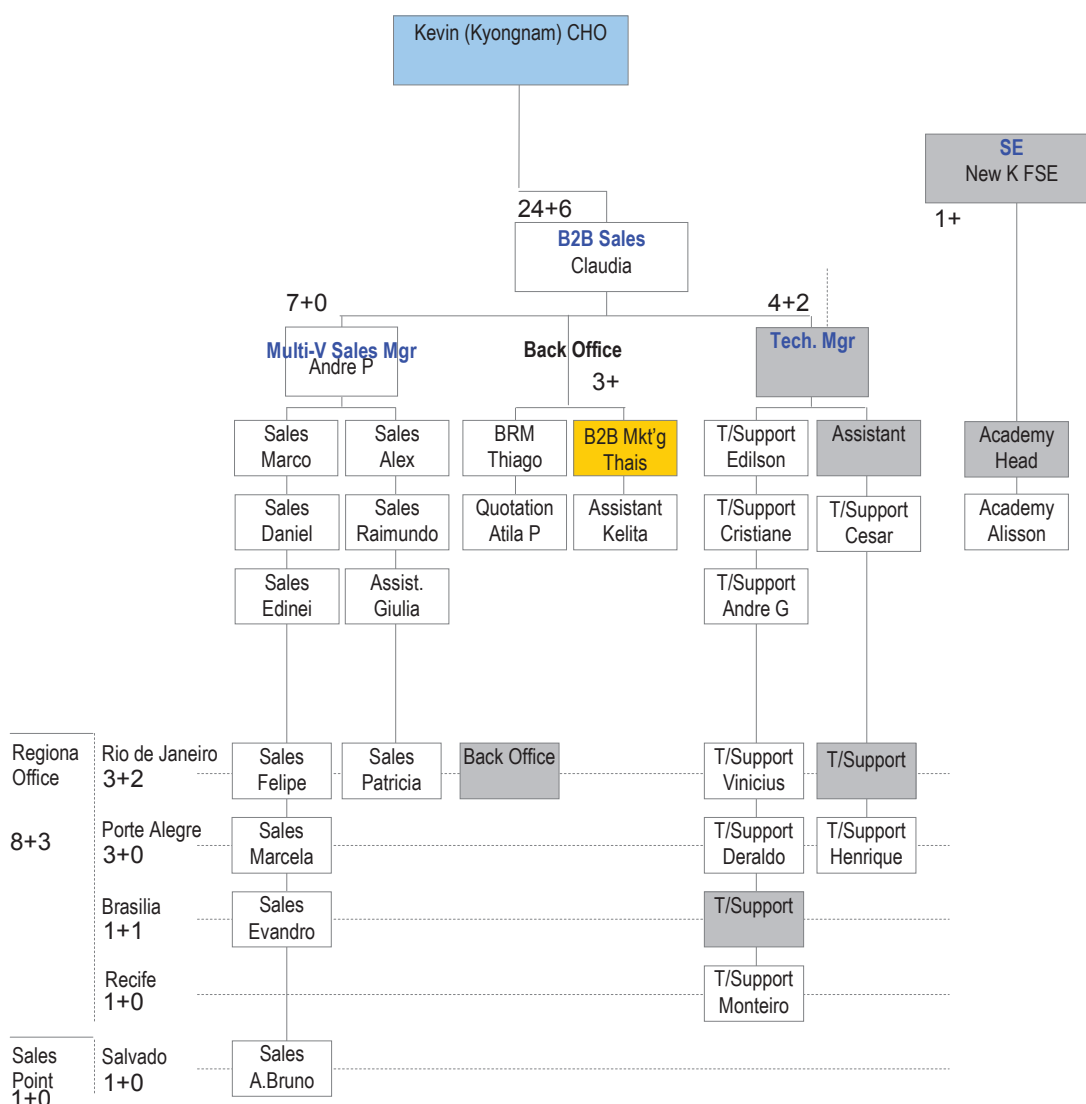 Kevin (Kyongnam) CHO
SE
New K FSE
1+
24+6
B2B Sales
Claudia
7+0
4+2
Multi-V Sales Mgr
Andre P
Back Office
3+
Tech. Mgr
Sales
Marco
Sales
Alex
BRM
Thiago
B2B Mkt'g
Thais
T/Support
Edilson
Assistant
Academy
Head
Sales
Daniel
Sales
Raimundo
Quotation
Atila P
Assistant
Kelita
T/Support
Cristiane
T/Support
Cesar
Academy
Alisson
Sales
Edinei
Assist.
Giulia
T/Support
Andre G
Regiona
Office
8+3
Rio de Janeiro
3+2
Sales
Felipe
Sales
Patricia
Back Office
T/Support
Vinicius
T/Support
Porte Alegre
3+0
Sales
Marcela
T/Support
Deraldo
T/Support
Henrique
Brasilia
1+1
Sales
Evandro
T/Support
Recife
1+0
T/Support
Monteiro
Sales
Point
1+0
Salvado
1+0
Sales
A.Bruno